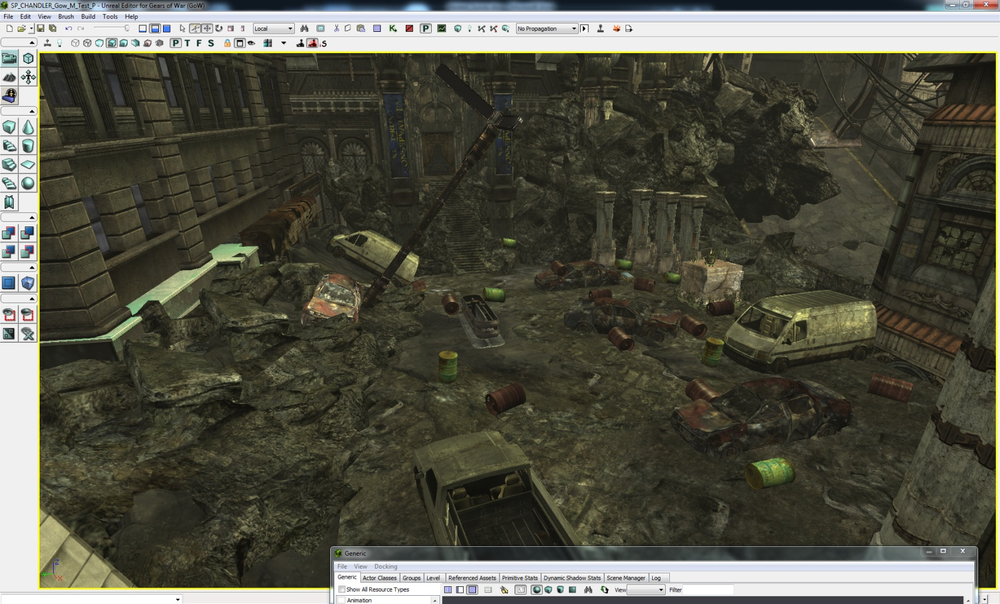 SP_CHANDLER_Gow_M_Test_P - Unreal Editor for Gears of War (GoW)
File Edit View Brush Build Tools Help
Local K P No Propagation
P T F S S
Z
Y X
Generic
File View Docking
Generic Actor Classes Groups Level Referenced Assets Primitive Stats Dynamic Shadow Stats Scene Manager Log
Show All Resource Types View Filter
Animation